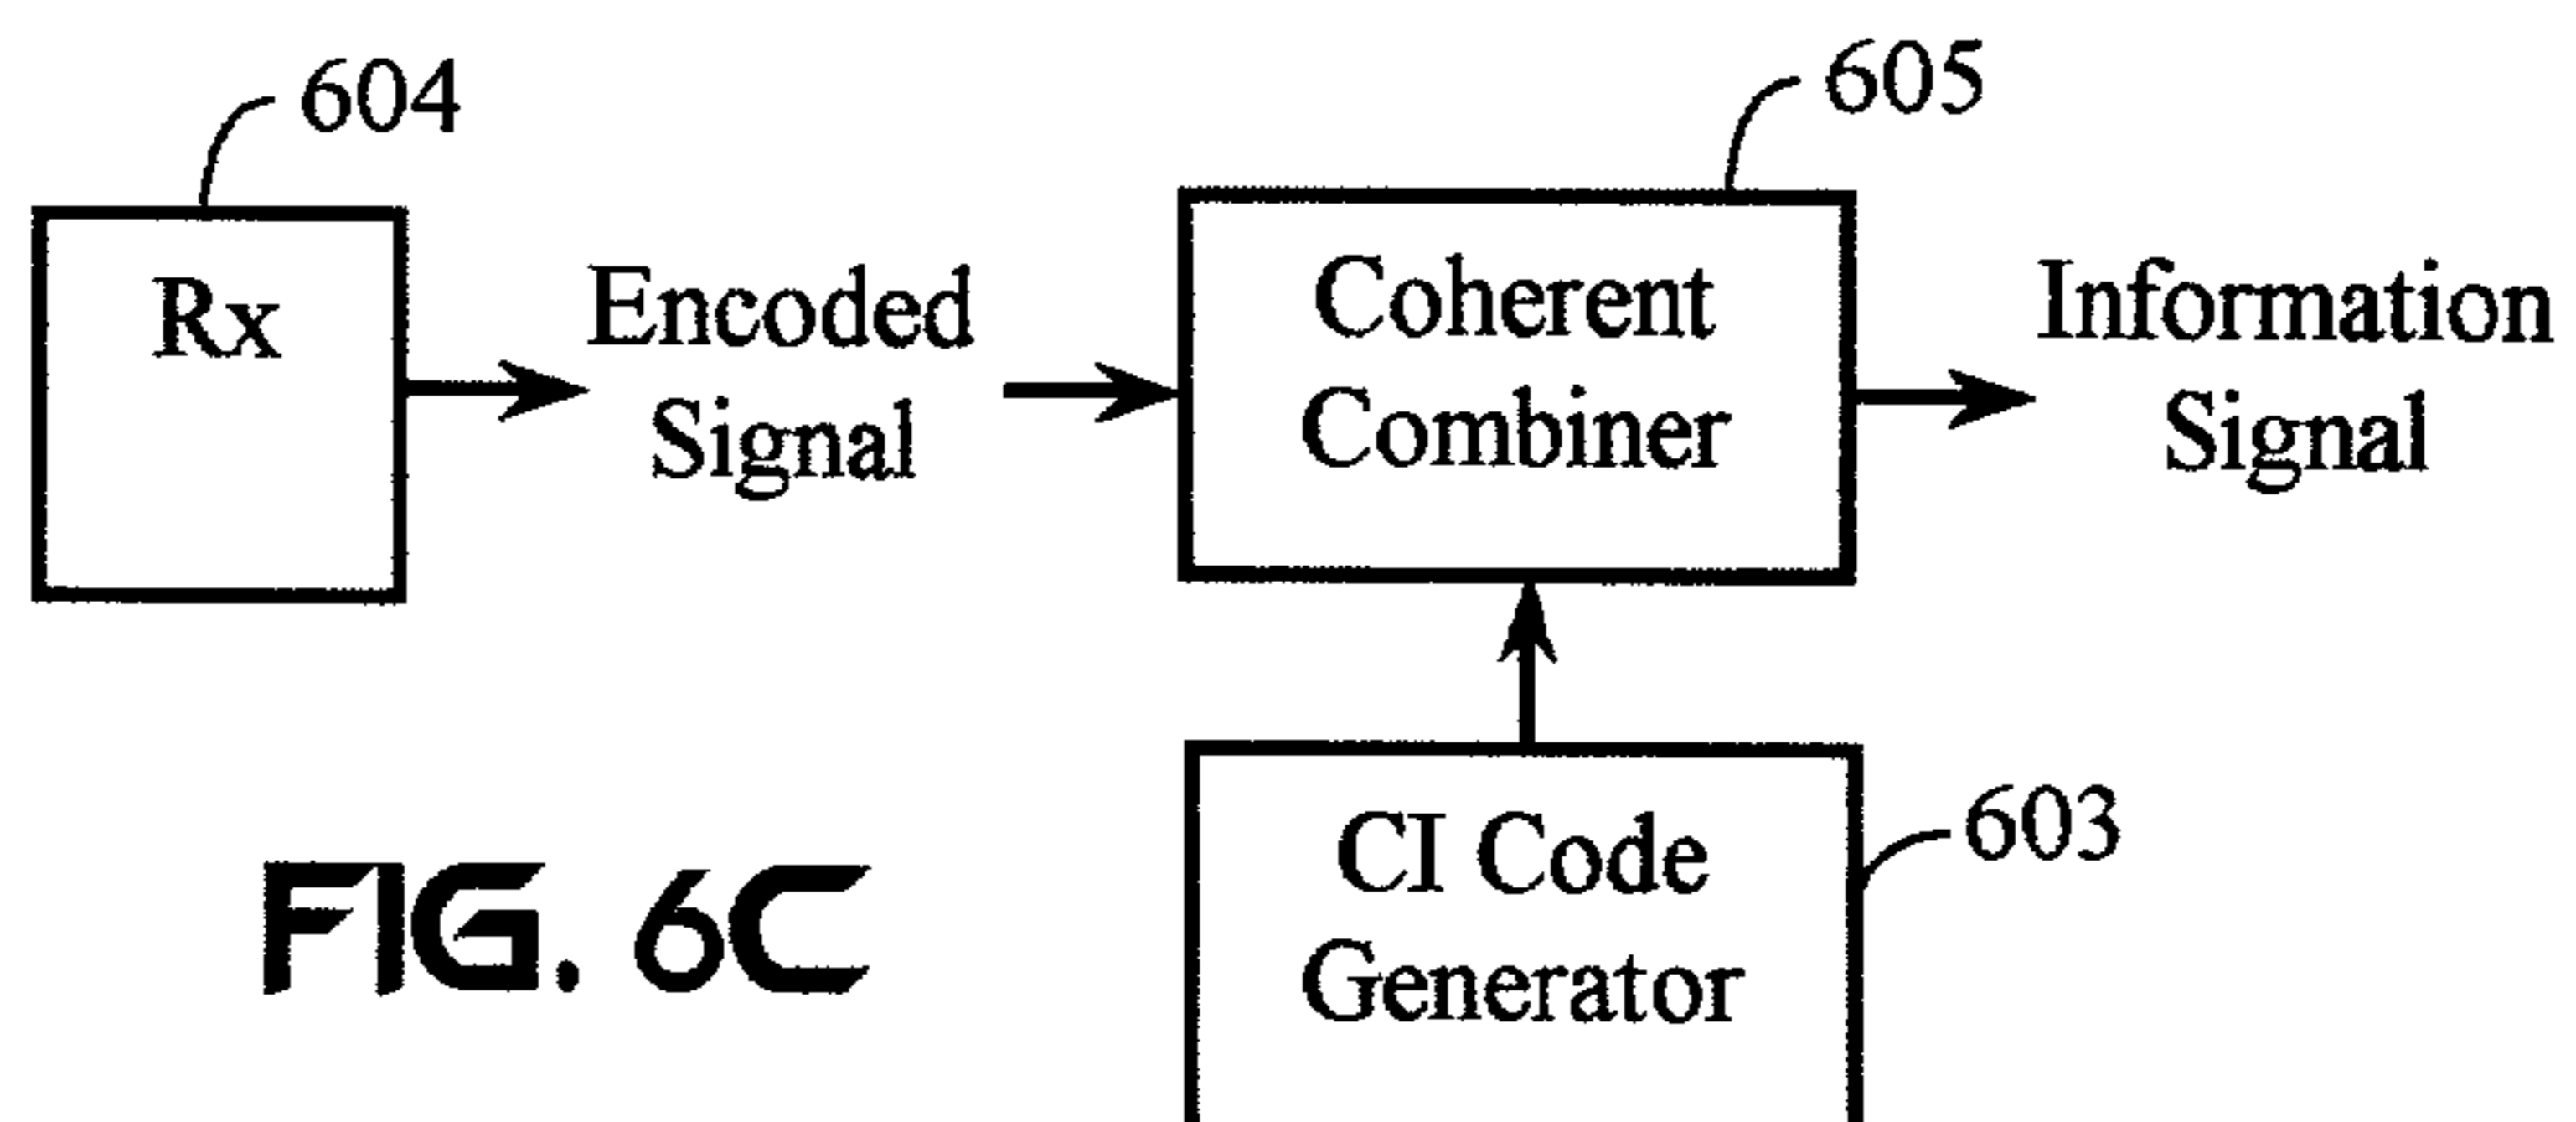 604
605
Rx
Encoded
Signal
Coherent
Combiner
Information
Signal
CI Code
Generator
603
FIG. 6C